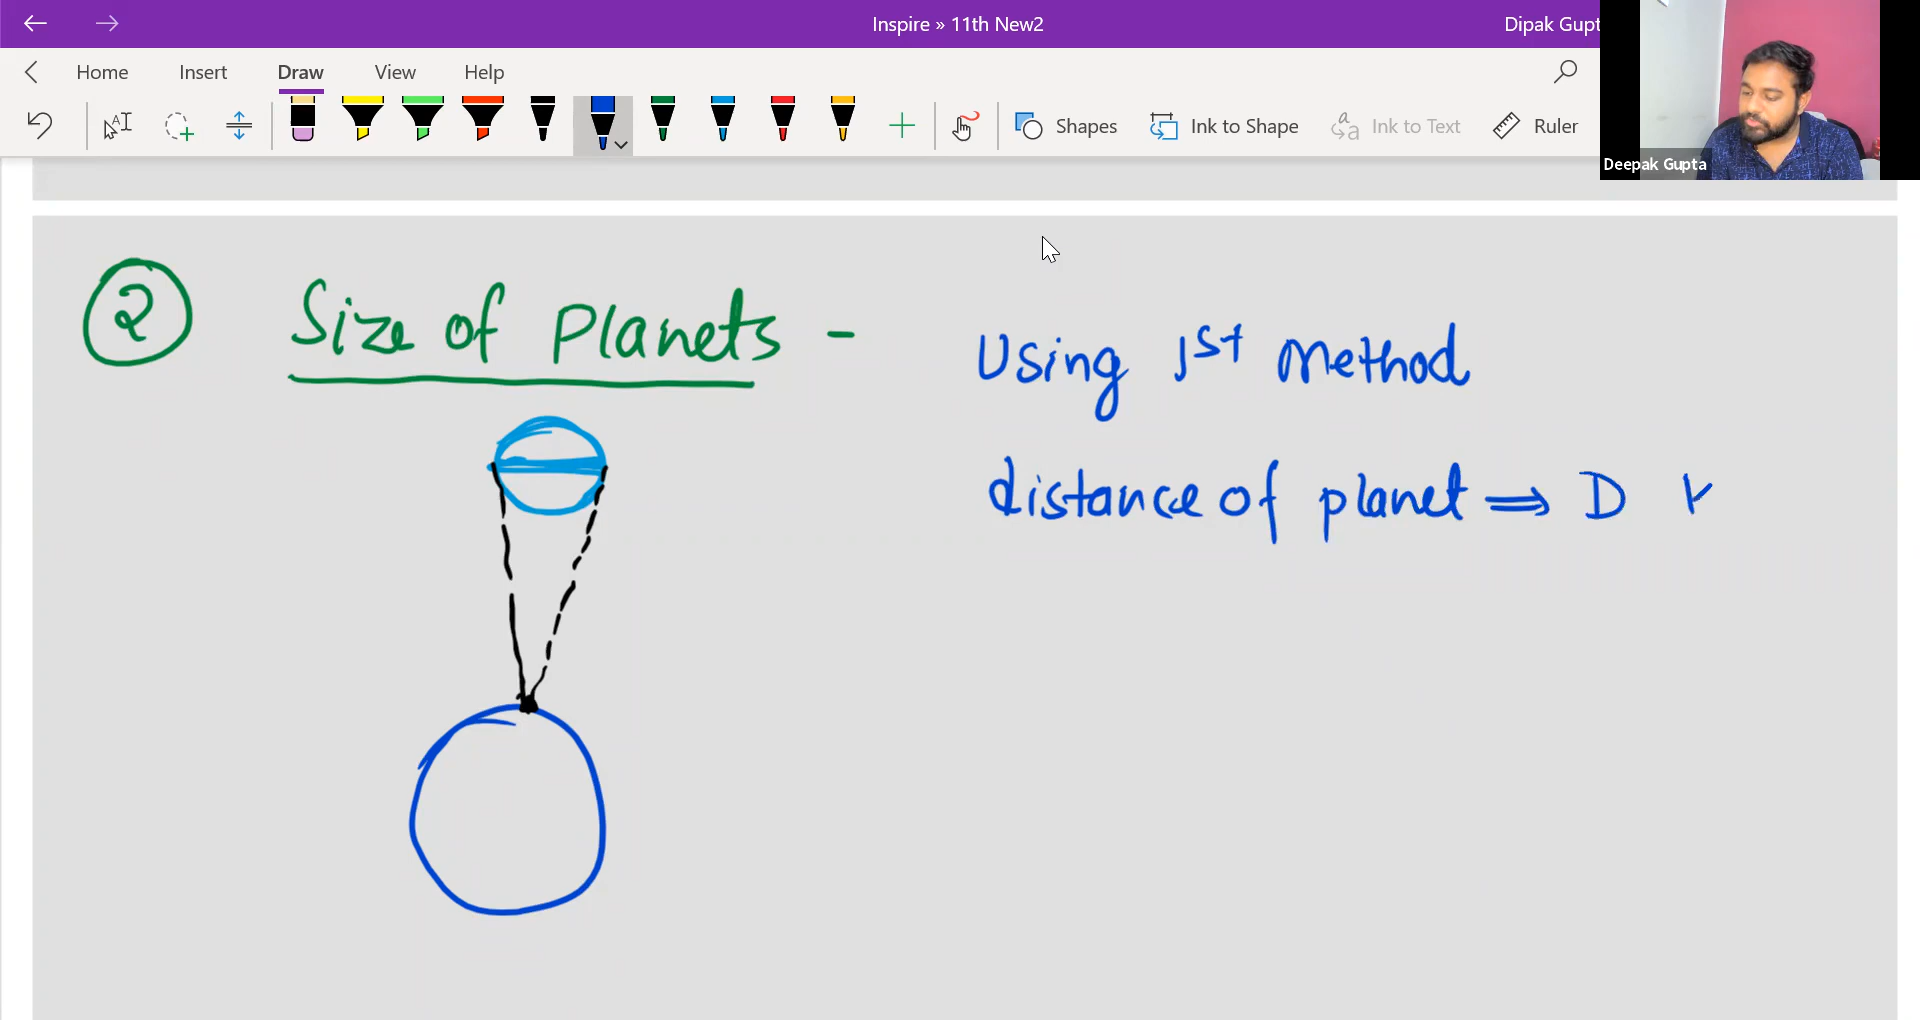 Inspire » 11th New2
Dipak Gupt
Home Insert Draw View Help
Shapes Ink to Shape Ink to Text Ruler
Deepak Gupta
2 Size of Planets -
Using 1st Method
distance of planet ⇒ D